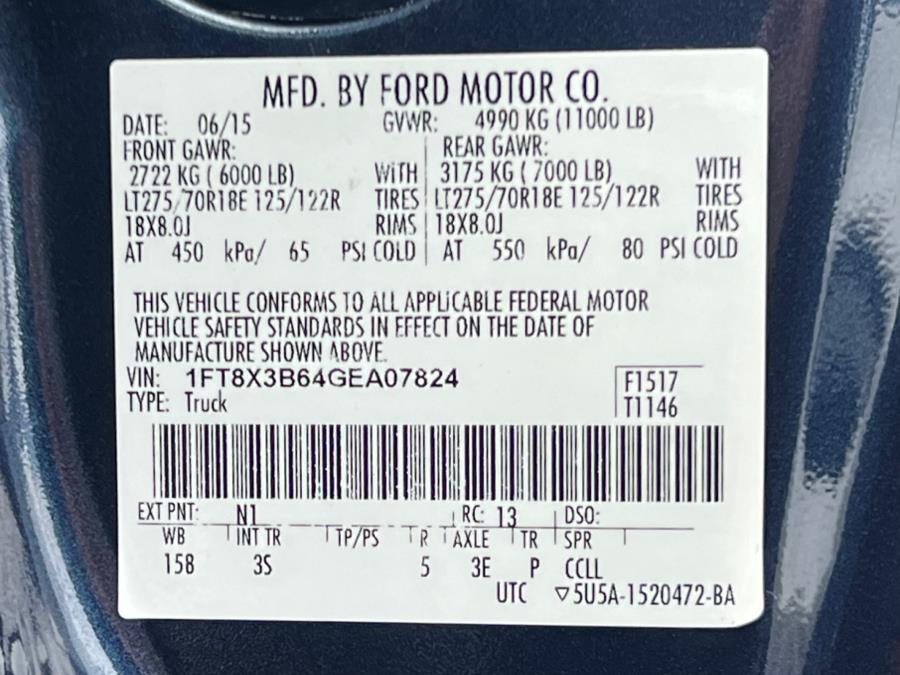 MFD. BY FORD MOTOR CO.
DATE: 06/15 GVWR: 4990 KG (11000 LB)
FRONT GAWR: REAR GAWR:
2722 KG ( 6000 LB) WITH 3175 KG ( 7000 LB) WITH
LT275/70R18E 125/122R TIRES LT275/70R18E 125/122R TIRES
18X8.0J RIMS 18X8.0J RIMS
AT 450 kPa/ 65 PSI COLD AT 550 kPa/ 80 PSI COLD
THIS VEHICLE CONFORMS TO ALL APPLICABLE FEDERAL MOTOR
VEHICLE SAFETY STANDARDS IN EFFECT ON THE DATE OF
MANUFACTURE SHOWN ABOVE.
VIN: 1FT8X3B64GEA07824 F1517
TYPE: Truck T1146
EXT PNT: N1 RC: 13 DSO:
WB INT TR TP/PS R AXLE TR SPR
158 3S 5 3E P CCLL
UTC ▽5U5A-1520472-BA